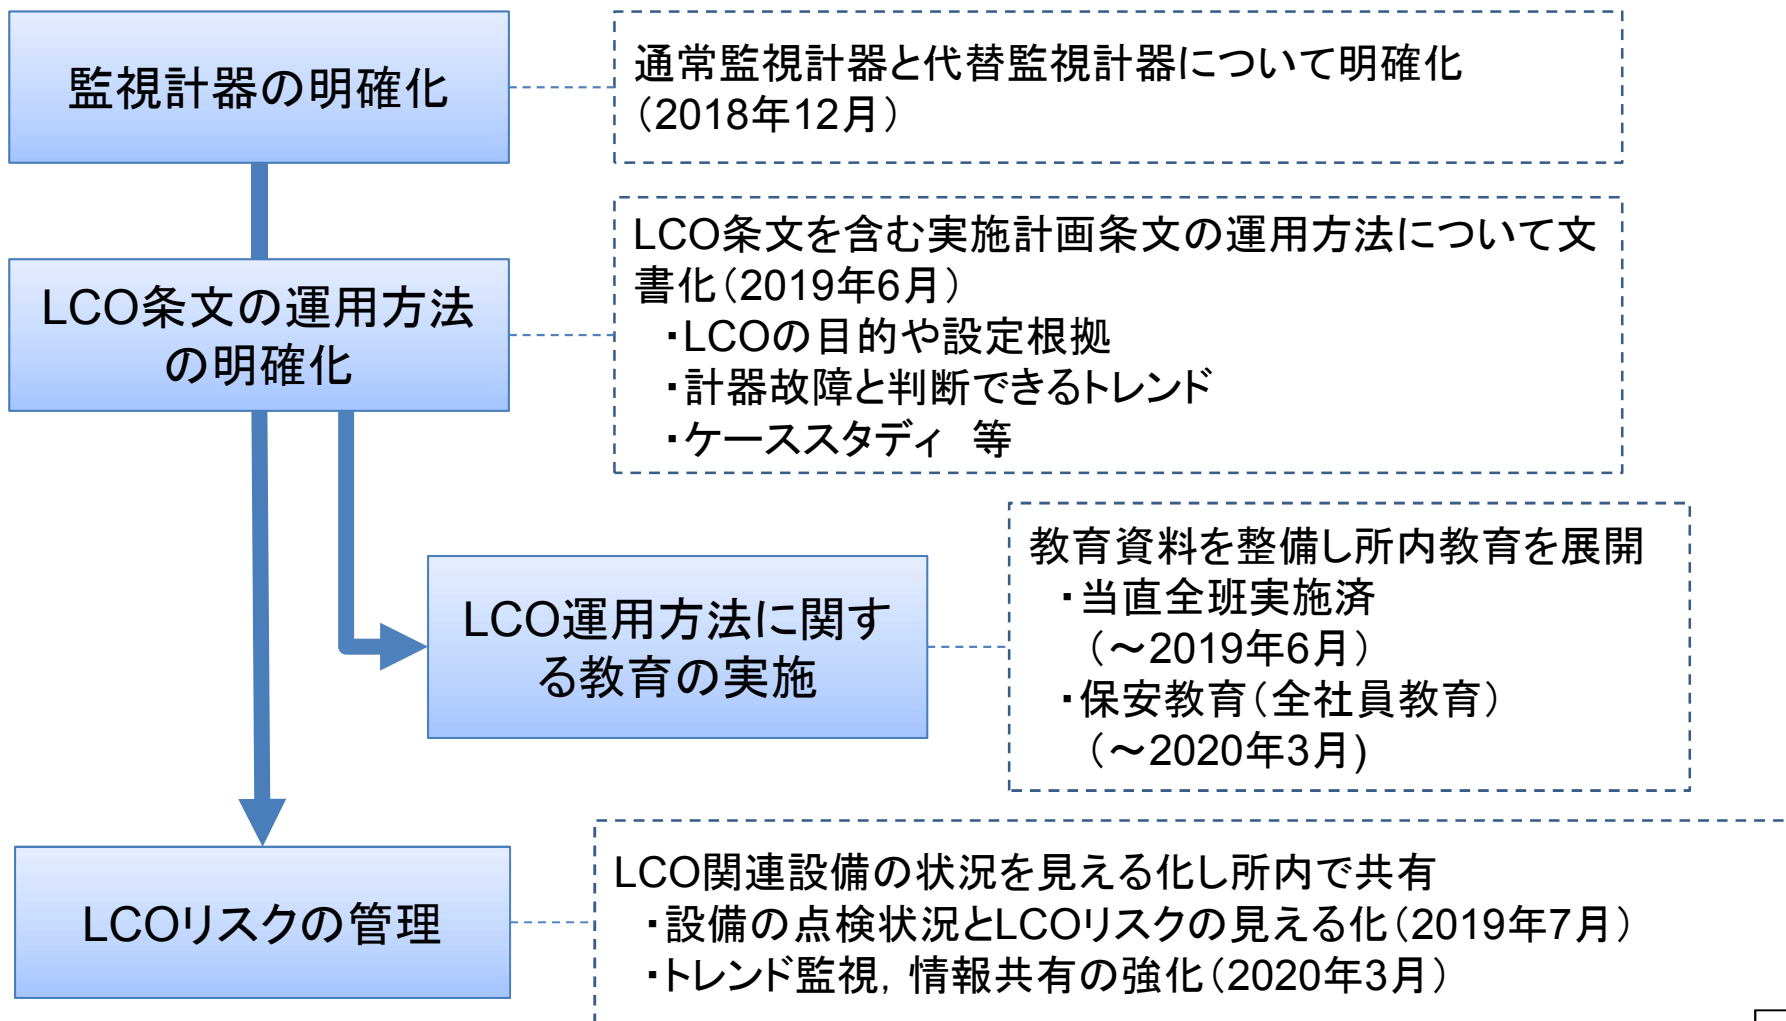 監視計器の明確化
通常監視計器と代替監視計器について明確化
（2018年12月）
LCO条文の運用方法
の明確化
LCO条文を含む実施計画条文の運用方法について文
書化（2019年6月）
・LCOの目的や設定根拠
・計器故障と判断できるトレンド
・ケーススタディ　等
LCO運用方法に関す
る教育の実施
教育資料を整備し所内教育を展開
・当直全班実施済
（～2019年6月）
・保安教育（全社員教育）
（～2020年3月)
LCOリスクの管理
LCO関連設備の状況を見える化し所内で共有
・設備の点検状況とLCOリスクの見える化（2019年7月）
・トレンド監視，情報共有の強化（2020年3月）